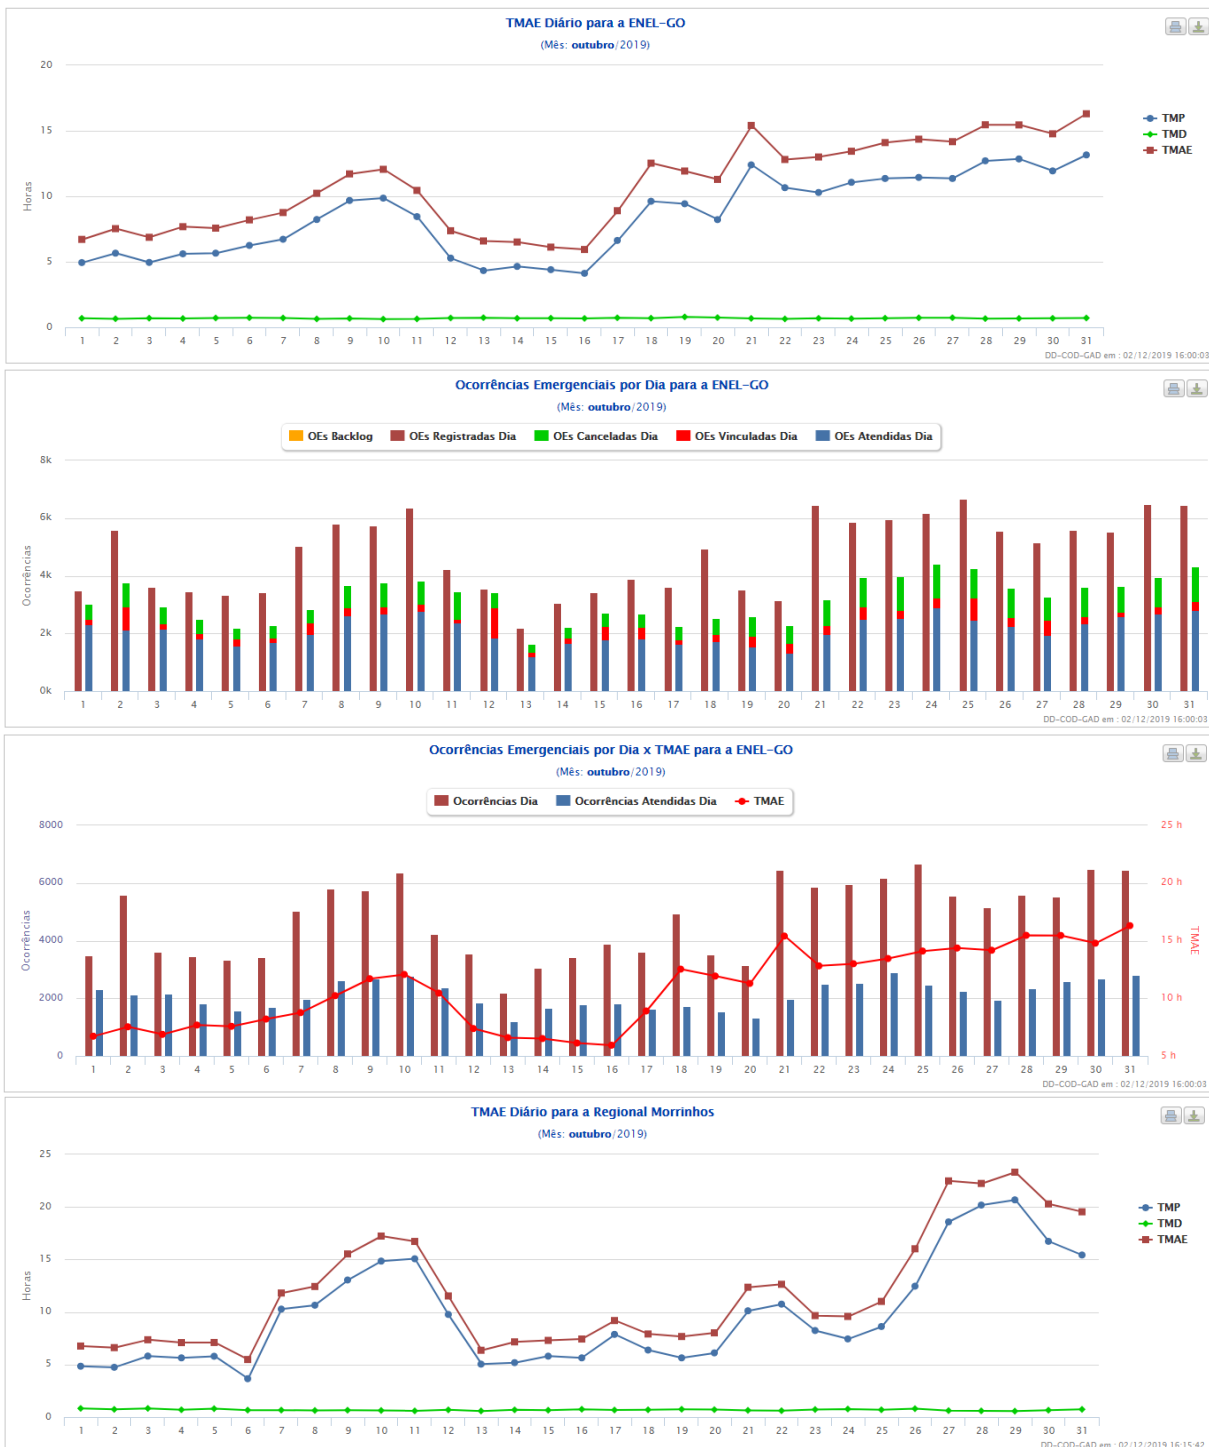 TMAE Diário para a ENEL-GO
(Mês: outubro/2019)
20
15
10
5
0
Horas
TMP
TMD
TMAE
1 2 3 4 5 6 7 8 9 10 11 12 13 14 15 16 17 18 19 20 21 22 23 24 25 26 27 28 29 30 31
DD-COD-GAD em : 02/12/2019 16:00:03
Ocorrências Emergenciais por Dia para a ENEL-GO
(Mês: outubro/2019)
OEs Backlog OEs Registradas Dia OEs Canceladas Dia OEs Vinculadas Dia OEs Atendidas Dia
8k
6k
4k
2k
0k
Ocorrências
1 2 3 4 5 6 7 8 9 10 11 12 13 14 15 16 17 18 19 20 21 22 23 24 25 26 27 28 29 30 31
DD-COD-GAD em : 02/12/2019 16:00:03
Ocorrências Emergenciais por Dia x TMAE para a ENEL-GO
(Mês: outubro/2019)
Ocorrências Dia Ocorrências Atendidas Dia TMAE
8000
6000
4000
2000
0
Ocorrências
25 h
20 h
15 h
10 h
5 h
TMAE
1 2 3 4 5 6 7 8 9 10 11 12 13 14 15 16 17 18 19 20 21 22 23 24 25 26 27 28 29 30 31
DD-COD-GAD em : 02/12/2019 16:00:03
TMAE Diário para a Regional Morrinhos
(Mês: outubro/2019)
25
20
15
10
5
0
Horas
TMP
TMD
TMAE
1 2 3 4 5 6 7 8 9 10 11 12 13 14 15 16 17 18 19 20 21 22 23 24 25 26 27 28 29 30 31
DD-COD-GAD em : 02/12/2019 16:15:42